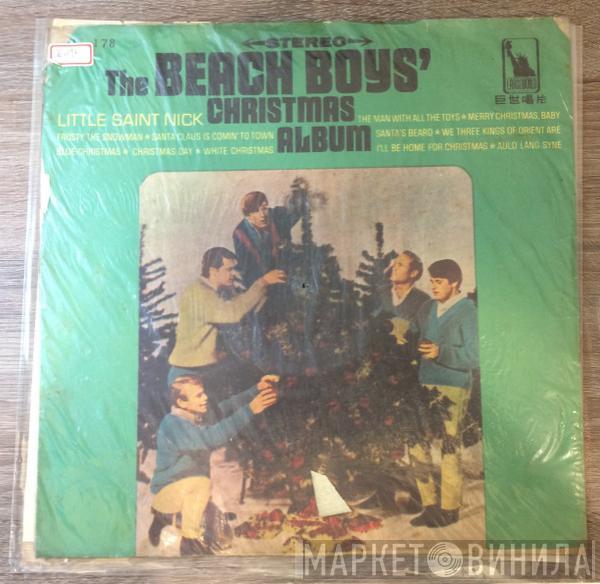 178
STEREO
The BEACH BOYS'
CHRISTMAS
ALBUM
巨世唱片
LITTLE SAINT NICK
FROSTY THE SNOWMAN ★ SANTA CLAUS IS COMIN' TO TOWN
BLUE CHRISTMAS ★ CHRISTMAS DAY ★ WHITE CHRISTMAS
THE MAN WITH ALL THE TOYS ★ MERRY CHRISTMAS, BABY
SANTA'S BEARD ★ WE THREE KINGS OF ORIENT ARE
I'LL BE HOME FOR CHRISTMAS ★ AULD LANG SYNE
МАРКЕТ ВИНИЛА